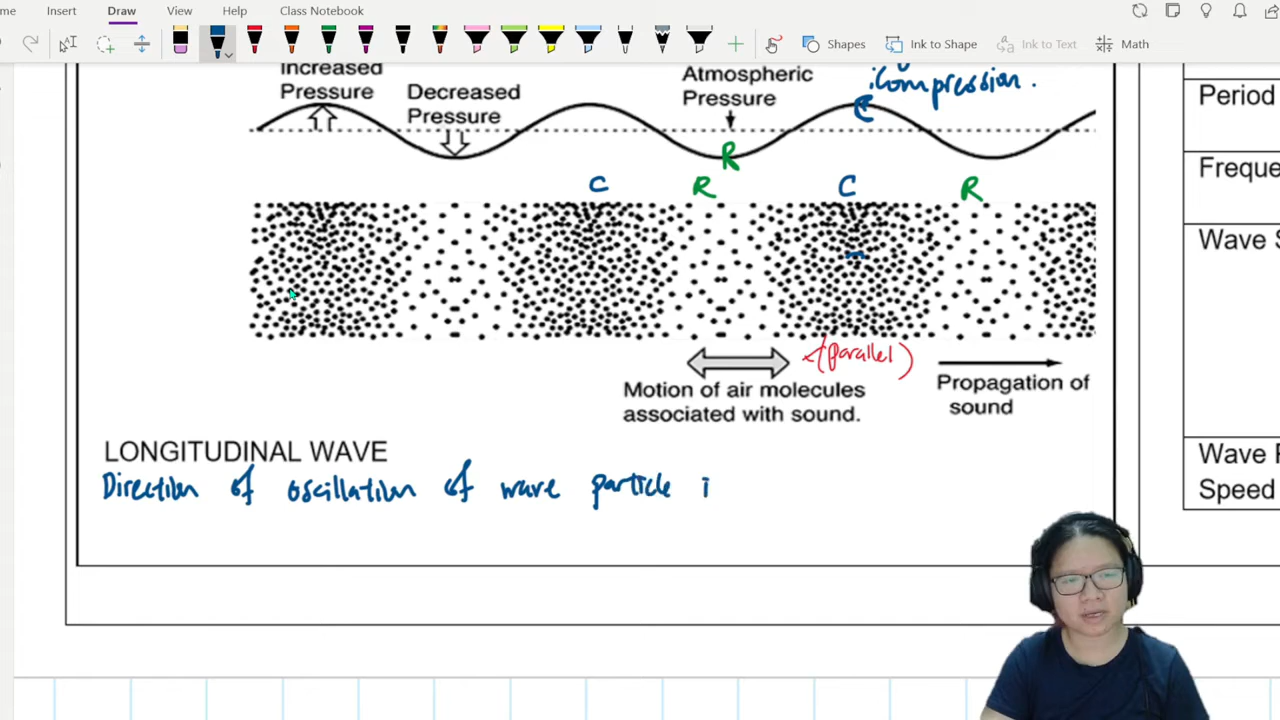 Insert
Draw
View
Help
Class Notebook
Shapes
Ink to Shape
Ink to Text
Math
Increased
Pressure
Decreased
Pressure
Atmospheric
Pressure
compression.
C
R
C
R
C
R
(parallel)
Motion of air molecules
associated with sound.
Propagation of
sound
LONGITUDINAL WAVE
Direction of oscillation of wave particle i
Period
Freque
Wave S
Wave P
Speed